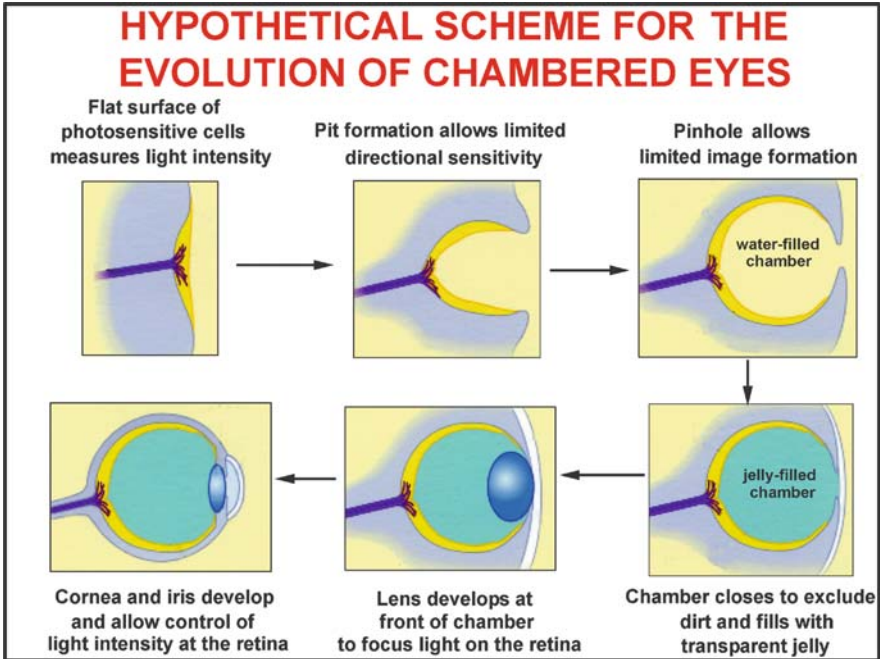 HYPOTHETICAL SCHEME FOR THE
EVOLUTION OF CHAMBERED EYES
Flat surface of
photosensitive cells
measures light intensity
Pit formation allows limited
directional sensitivity
Pinhole allows
limited image formation
water-filled
chamber
jelly-filled
chamber
Chamber closes to exclude
dirt and fills with
transparent jelly
Lens develops at
front of chamber
to focus light on the retina
Cornea and iris develop
and allow control of
light intensity at the retina